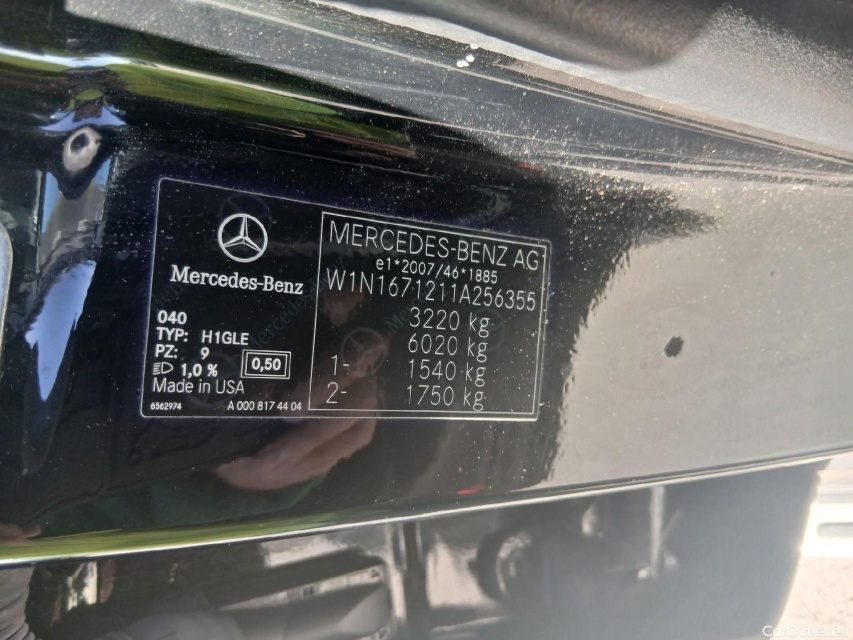 Mercedes-Benz
040
TYP: H1GLE
PZ: 9
1,0 % 0,50
Made in USA
6562974 A 000 817 44 04
MERCEDES-BENZ AG
e1*2007/46*1885
W1N1671211A256355
3220 kg
6020 kg
1- 1540 kg
2- 1750 kg
CarOutlet.eu